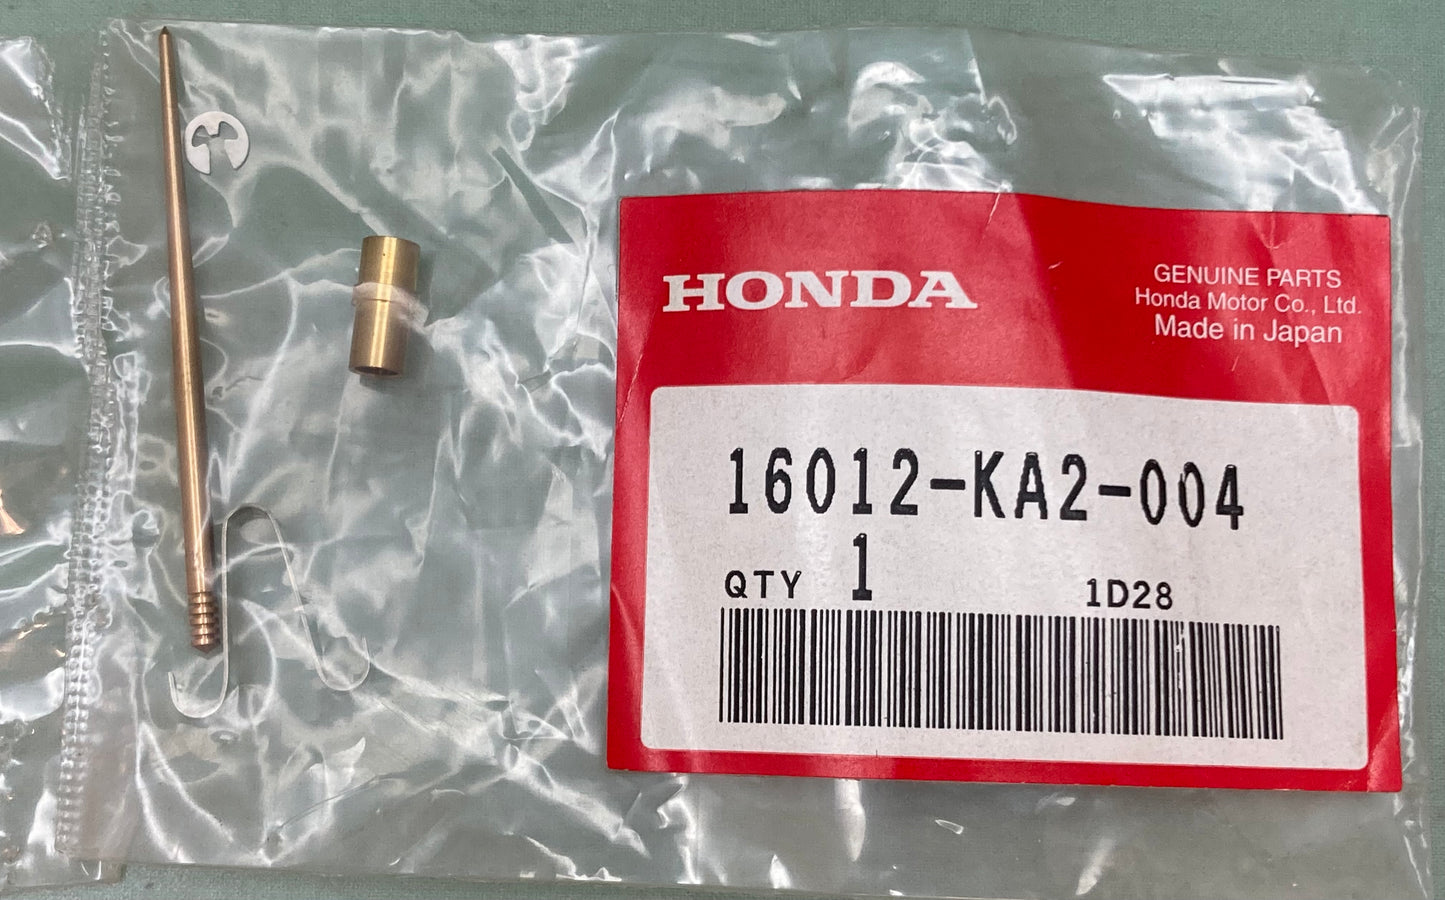 HONDA
GENUINE PARTS
Honda Motor Co., Ltd.
Made in Japan
16012-KA2-004
QTY 1 1D28